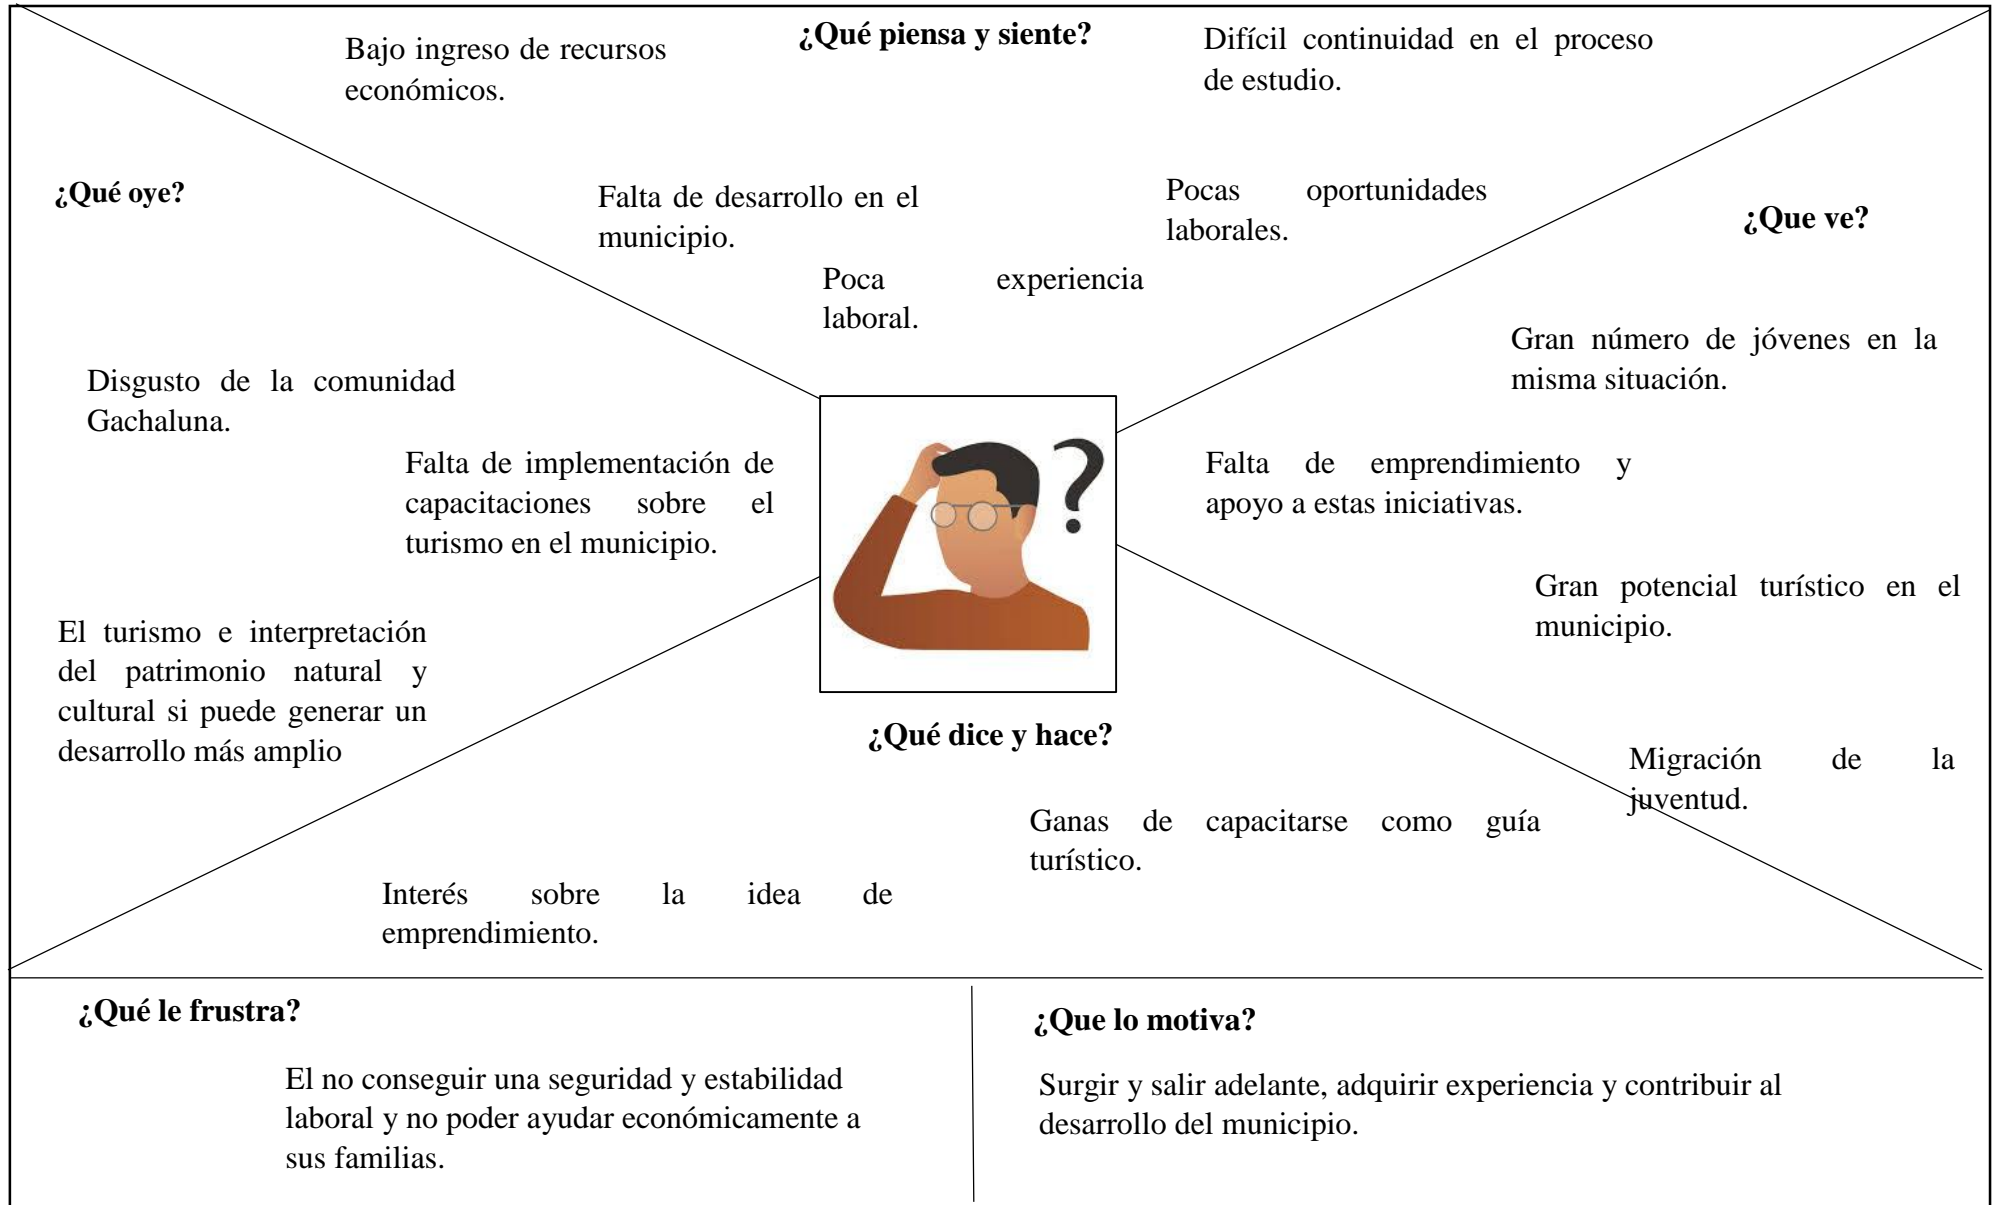 ¿Qué piensa y siente?
Bajo ingreso de recursos
económicos.
Difícil continuidad en el proceso
de estudio.
Falta de desarrollo en el
municipio.
Pocas oportunidades
laborales.
Poca experiencia
laboral.
¿Qué oye?
Disgusto de la comunidad
Gachaluna.
Falta de implementación de
capacitaciones sobre el
turismo en el municipio.
El turismo e interpretación
del patrimonio natural y
cultural si puede generar un
desarrollo más amplio
¿Que ve?
Gran número de jóvenes en la
misma situación.
Falta de emprendimiento y
apoyo a estas iniciativas.
Gran potencial turístico en el
municipio.
Migración de la
juventud.
?
¿Qué dice y hace?
Ganas de capacitarse como guía
turístico.
Interés sobre la idea de
emprendimiento.
¿Qué le frustra?
El no conseguir una seguridad y estabilidad
laboral y no poder ayudar económicamente a
sus familias.
¿Que lo motiva?
Surgir y salir adelante, adquirir experiencia y contribuir al
desarrollo del municipio.